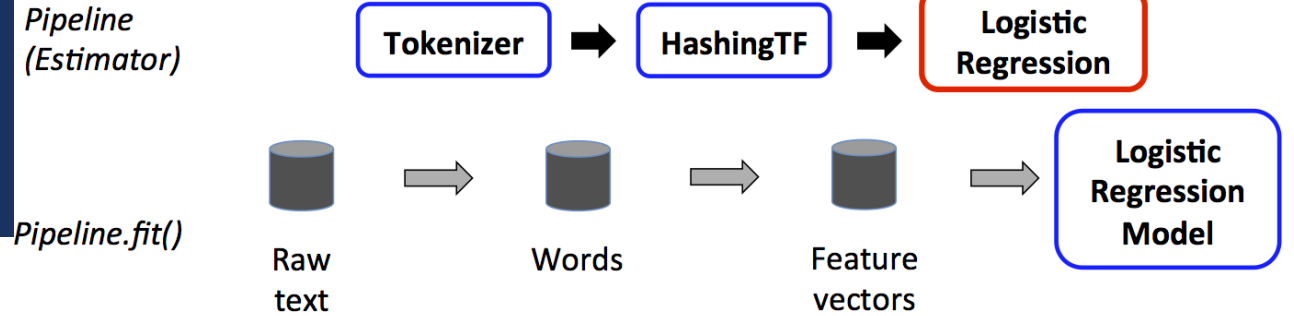 Pipeline
(Estimator)
Tokenizer
HashingTF
Logistic
Regression
Pipeline.fit()
Raw
text
Words
Feature
vectors
Logistic
Regression
Model